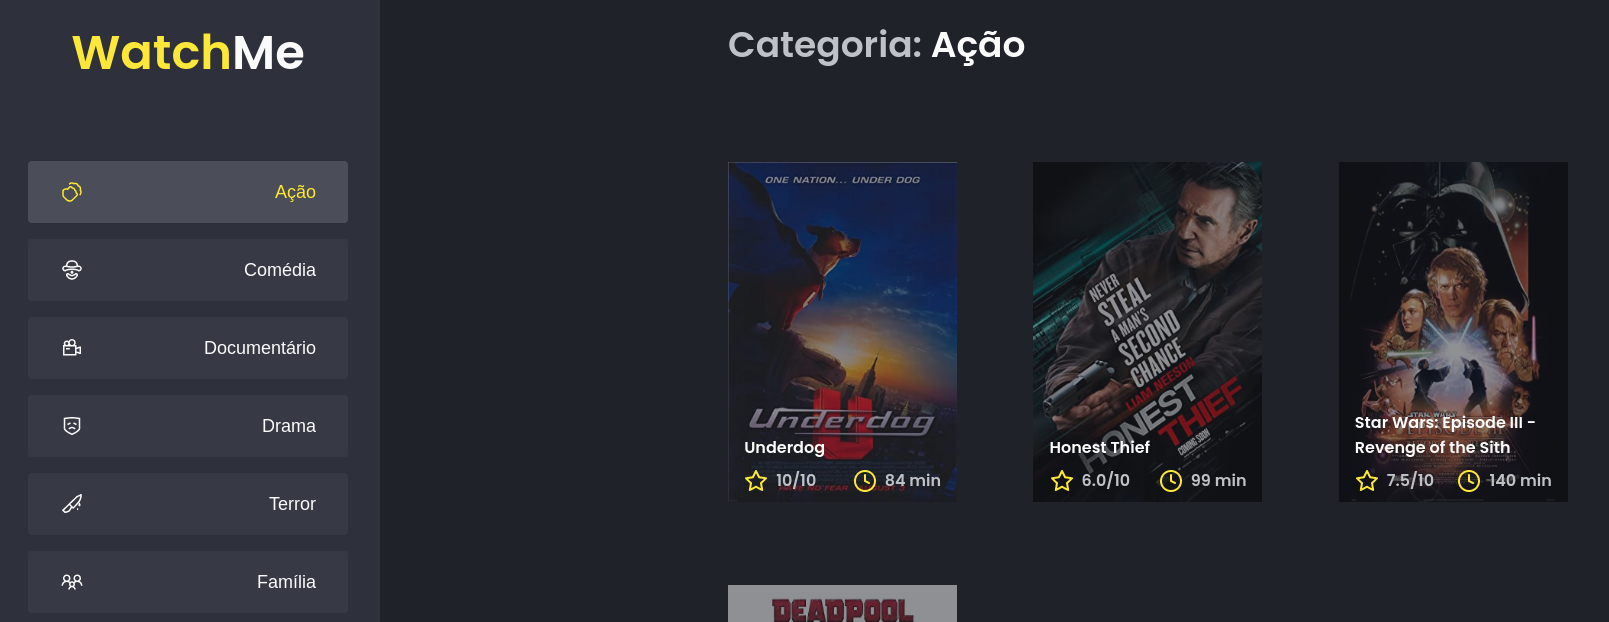 WatchMe
Ação
Comédia
Documentário
Drama
Terror
Família
Categoria: Ação
ONE NATION... UNDER DOG
Underdog
U
Underdog
10/10
84 min
NEVER
STEAL
A MAN'S
SECOND
CHANCE
LIAM NEESON
HONEST
THIEF
COMING SOON
Honest Thief
6.0/10
99 min
STAR WARS
Star Wars: Episode III -
Revenge of the Sith
7.5/10
140 min
DEADPOOL